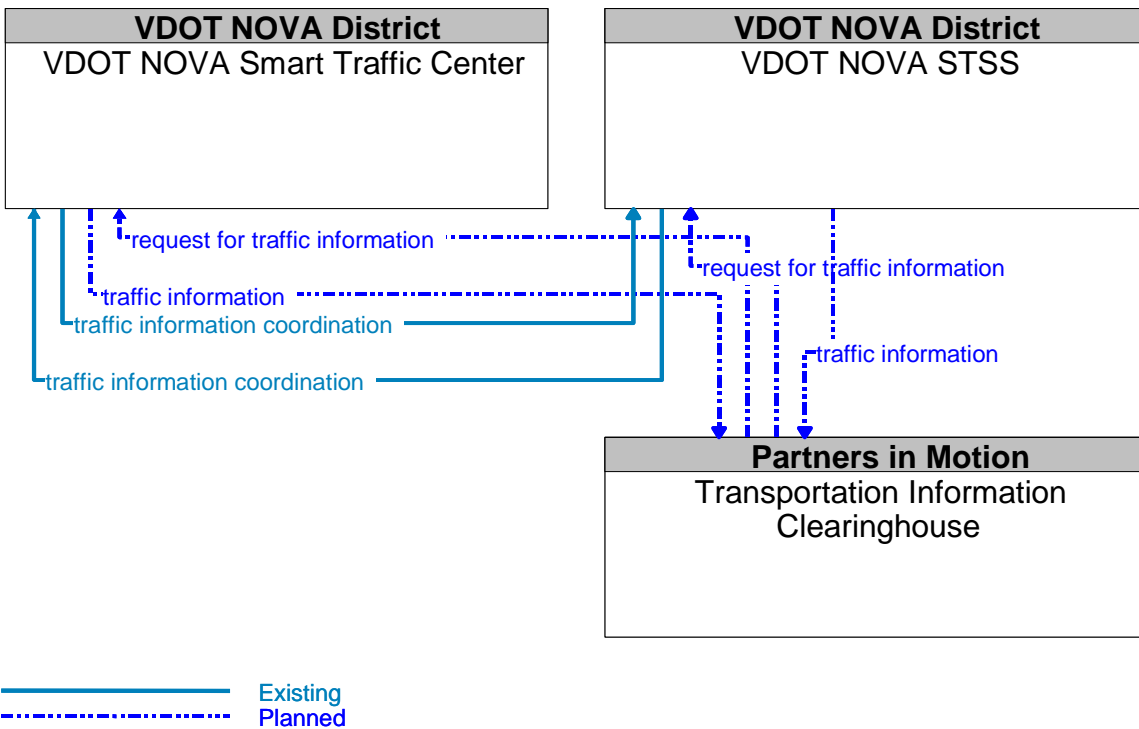 VDOT NOVA District
VDOT NOVA Smart Traffic Center
VDOT NOVA District
VDOT NOVA STSS
request for traffic information
request for traffic information
traffic information
traffic information coordination
traffic information
traffic information coordination
Partners in Motion
Transportation Information
Clearinghouse
Existing
Planned